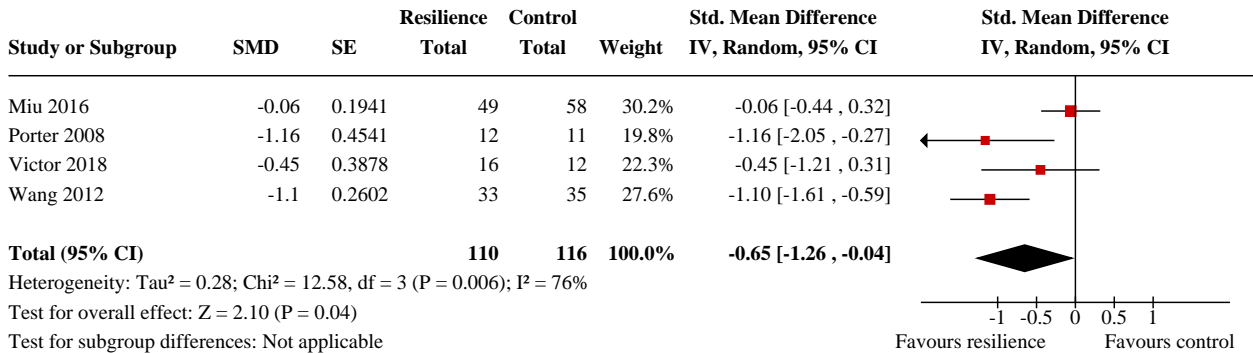 Resilience Control Std. Mean Difference Std. Mean Difference
Study or Subgroup SMD SE Total Total Weight IV, Random, 95% CI IV, Random, 95% CI
Miu 2016 -0.06 0.1941 49 58 30.2% -0.06 [-0.44 , 0.32]
Porter 2008 -1.16 0.4541 12 11 19.8% -1.16 [-2.05 , -0.27]
Victor 2018 -0.45 0.3878 16 12 22.3% -0.45 [-1.21 , 0.31]
Wang 2012 -1.1 0.2602 33 35 27.6% -1.10 [-1.61 , -0.59]
Total (95% CI) 110 116 100.0% -0.65 [-1.26 , -0.04]
Heterogeneity: Tau² = 0.28; Chi² = 12.58, df = 3 (P = 0.006); I² = 76%
Test for overall effect: Z = 2.10 (P = 0.04)
Test for subgroup differences: Not applicable
-1 -0.5 0 0.5 1
Favours resilience Favours control